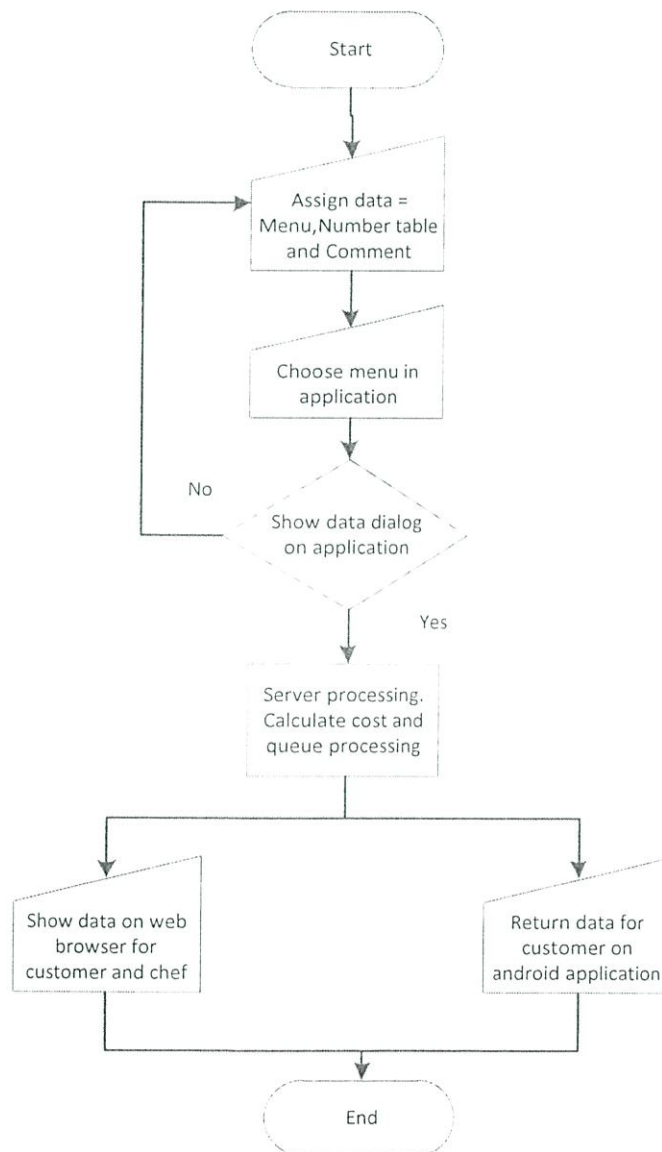 Start
Assign data =
Menu,Number table
and Comment
Choose menu in
application
No
Show data dialog
on application
Yes
Server processing.
Calculate cost and
queue processing
Show data on web
browser for
customer and chef
Return data for
customer on
android application
End